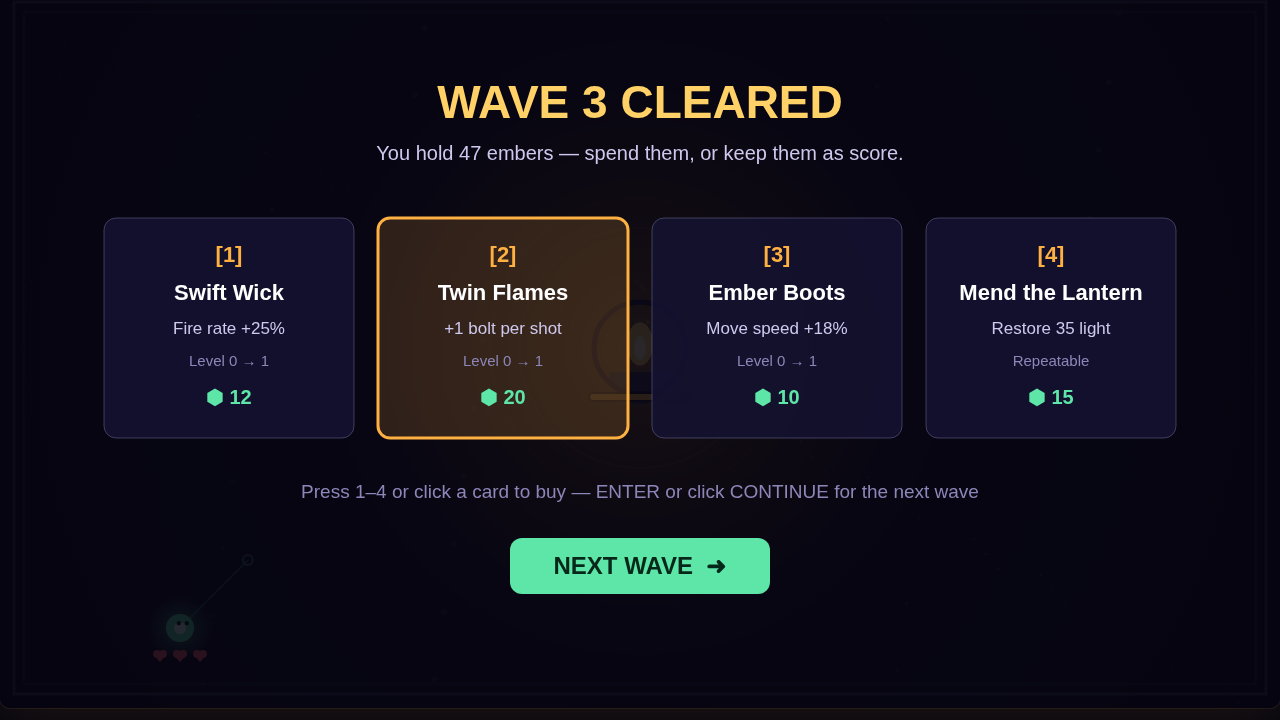 WAVE 3 CLEARED
You hold 47 embers — spend them, or keep them as score.
[1]
Swift Wick
Fire rate +25%
Level 0 → 1
12
[2]
Twin Flames
+1 bolt per shot
Level 0 → 1
20
[3]
Ember Boots
Move speed +18%
Level 0 → 1
10
[4]
Mend the Lantern
Restore 35 light
Repeatable
15
Press 1–4 or click a card to buy — ENTER or click CONTINUE for the next wave
NEXT WAVE ➜